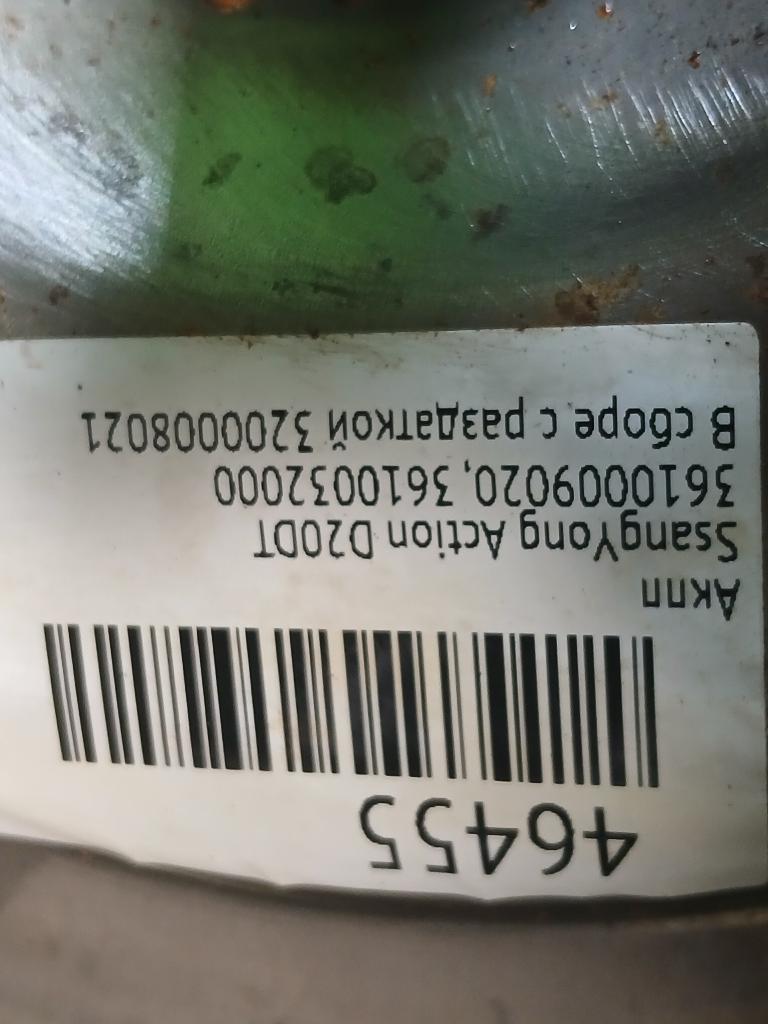 46455
Акпп
SsangYong Action D20DT
3610009020, 3610032000
В сборе с раздаткой 3200008021